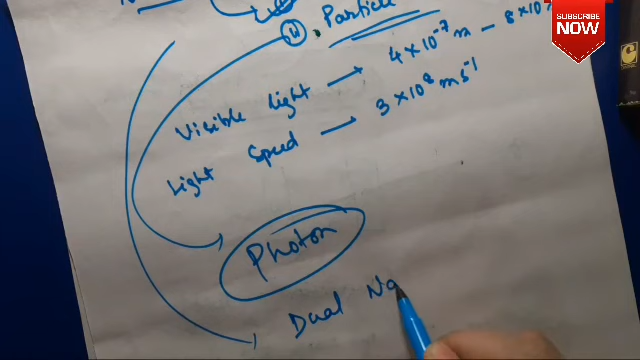 SUBSCRIBE
NOW
(ii) • Particle
Visible light → 4×10⁻⁷ m – 8×10
Light Speed → 3×10⁸ ms⁻¹
Photon
Dual Na